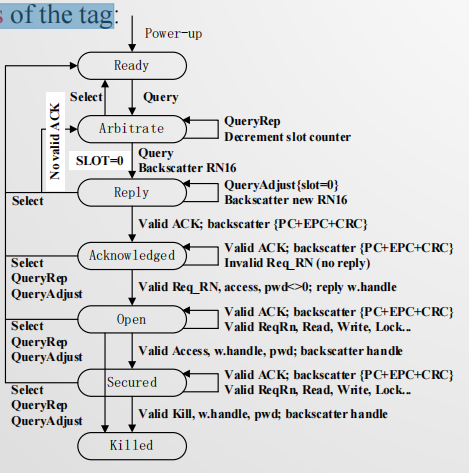 s of the tag:
Power-up
Ready
Select
Query
No valid ACK
Arbitrate
QueryRep
Decrement slot counter
SLOT=0
Query
Backscatter RN16
Reply
QueryAdjust{slot=0}
Backscatter new RN16
Select
Valid ACK; backscatter {PC+EPC+CRC}
Acknowledged
Valid ACK; backscatter {PC+EPC+CRC}
Invalid Req_RN (no reply)
Select
QueryRep
QueryAdjust
Valid Req_RN, access, pwd<>0; reply w.handle
Open
Valid ACK; backscatter {PC+EPC+CRC}
Valid ReqRn, Read, Write, Lock...
Select
QueryRep
QueryAdjust
Valid Access, w.handle, pwd; backscatter handle
Secured
Valid ACK; backscatter {PC+EPC+CRC}
Valid ReqRn, Read, Write, Lock...
Select
QueryRep
QueryAdjust
Valid Kill, w.handle, pwd; backscatter handle
Killed